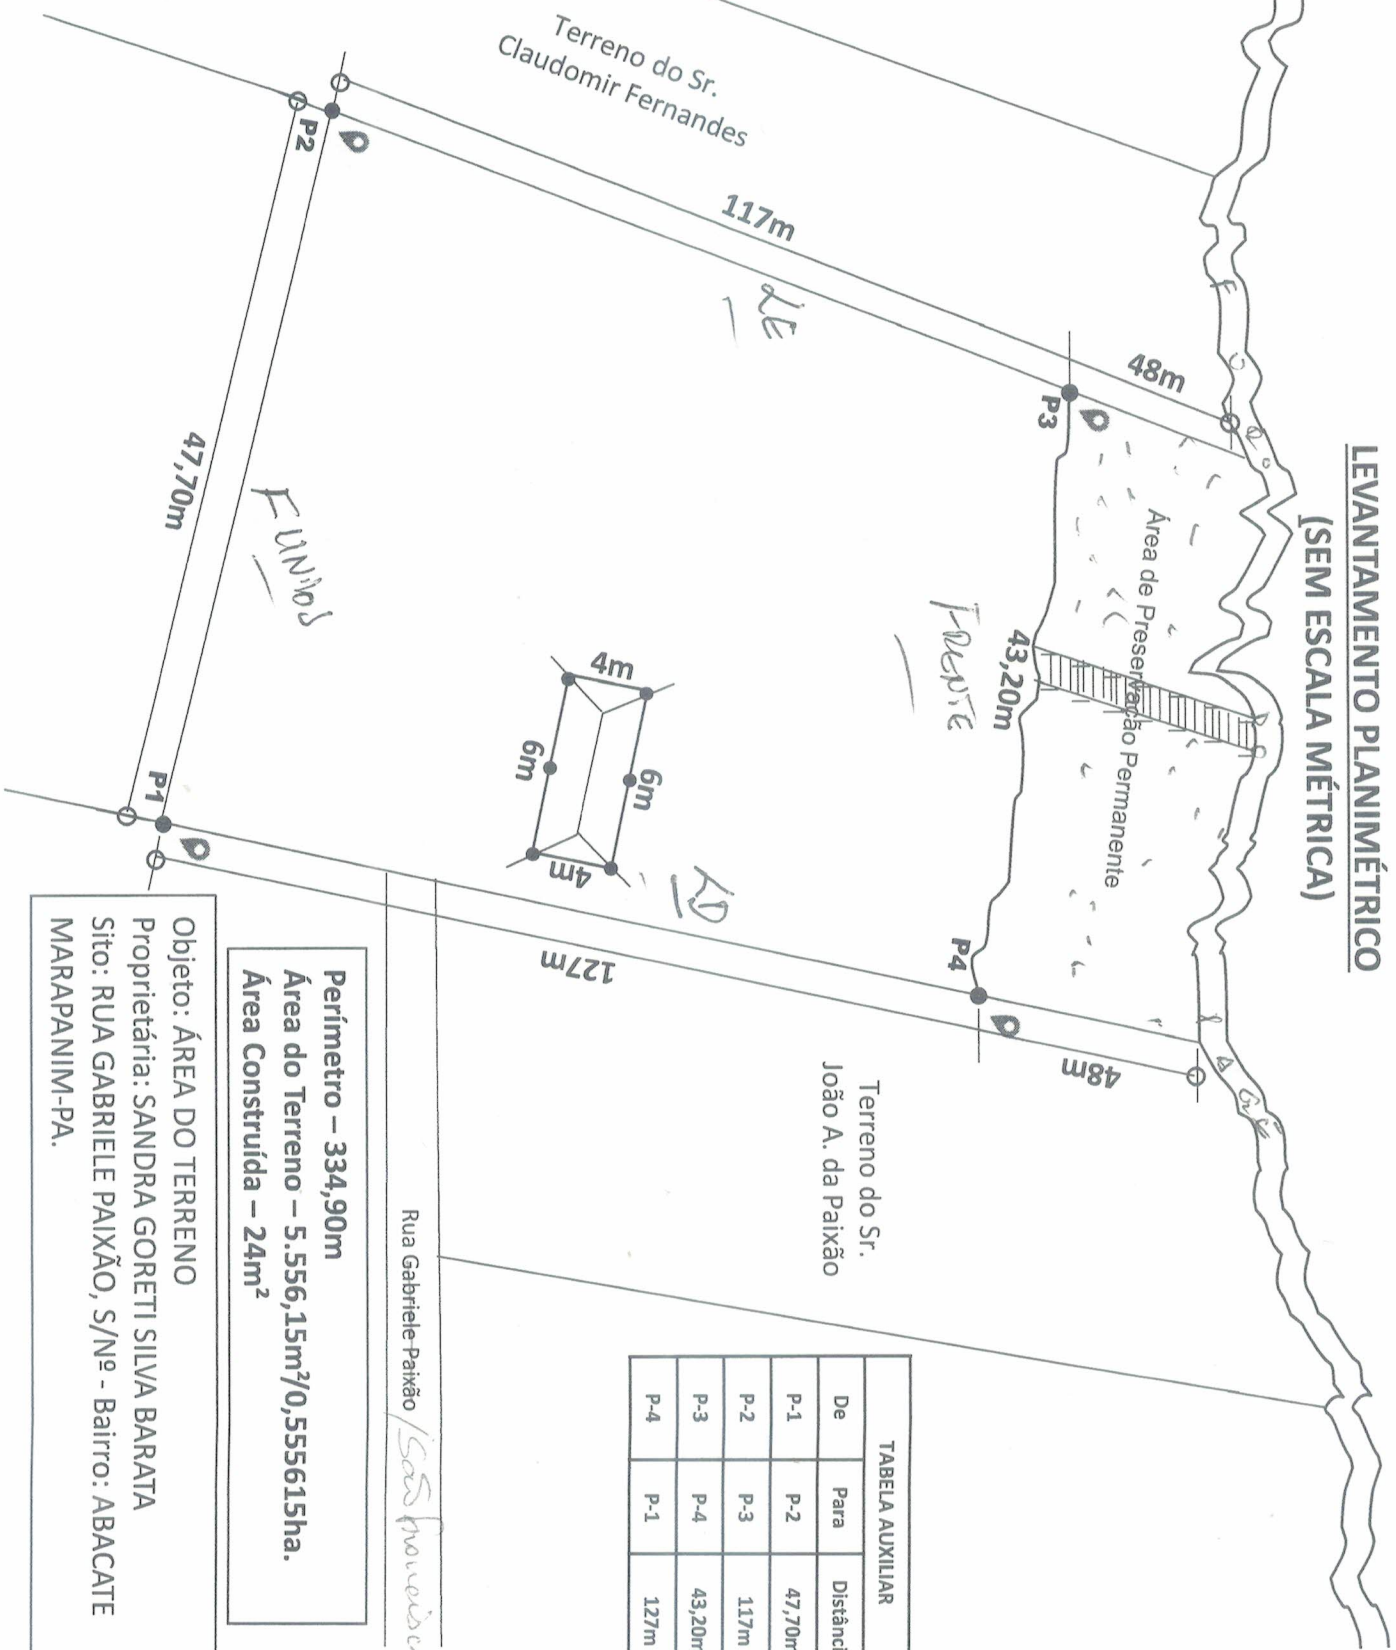 LEVANTAMENTO PLANIMÉTRICO
(SEM ESCALA MÉTRICA)
Terreno do Sr.
Claudomir Fernandes
117m
48m
LE
P2
P3
Área de Preservação Permanente
43,20m
FRENTE
47,70m
FUNDOS
4m
6m
6m
4m
LD
P1
P4
127m
48m
Terreno do Sr.
João A. da Paixão
Rua Gabriele Paixão / São
TABELA AUXILIAR
De Para Distânci
P-1 P-2 47,70m
P-2 P-3 117m
P-3 P-4 43,20m
P-4 P-1 127m
Perímetro – 334,90m
Área do Terreno – 5.556,15m²/0,555615ha.
Área Construída – 24m²
Objeto: ÁREA DO TERRENO
Proprietária: SANDRA GORETI SILVA BARATA
Sito: RUA GABRIELE PAIXÃO, S/Nº - Bairro: ABACATE
MARAPANIM-PA.